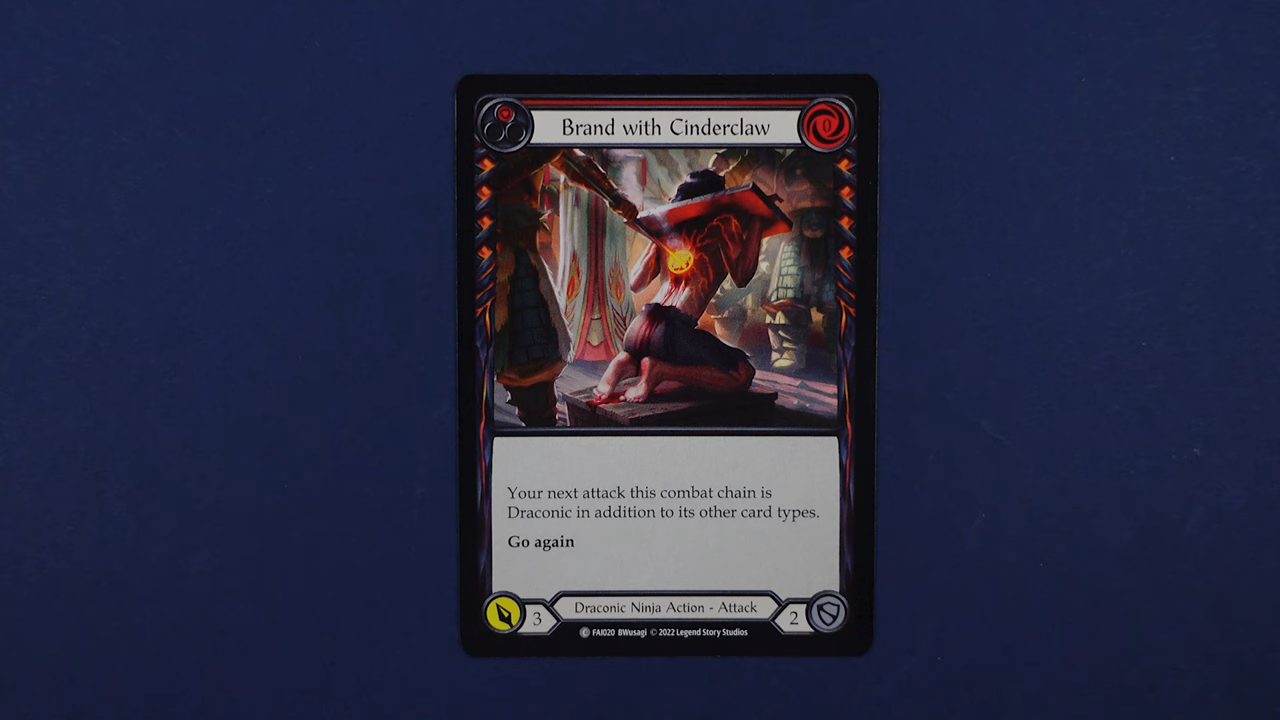 Brand with Cinderclaw
0
Your next attack this combat chain is
Draconic in addition to its other card types.
Go again
3
Draconic Ninja Action - Attack
2
C FAI020 BWusagi © 2022 Legend Story Studios